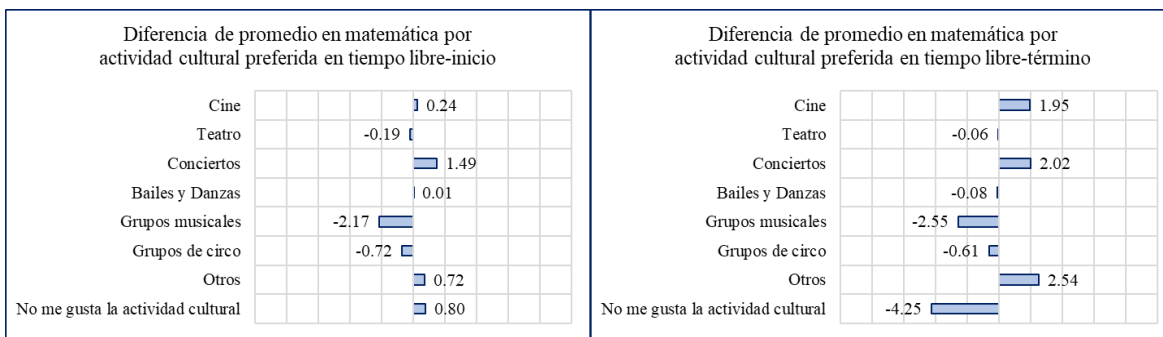 Diferencia de promedio en matemática por
actividad cultural preferida en tiempo libre-inicio
Cine 0.24
Teatro -0.19
Conciertos 1.49
Bailes y Danzas 0.01
Grupos musicales -2.17
Grupos de circo -0.72
Otros 0.72
No me gusta la actividad cultural 0.80
Diferencia de promedio en matemática por
actividad cultural preferida en tiempo libre-término
Cine 1.95
Teatro -0.06
Conciertos 2.02
Bailes y Danzas -0.08
Grupos musicales -2.55
Grupos de circo -0.61
Otros 2.54
No me gusta la actividad cultural -4.25